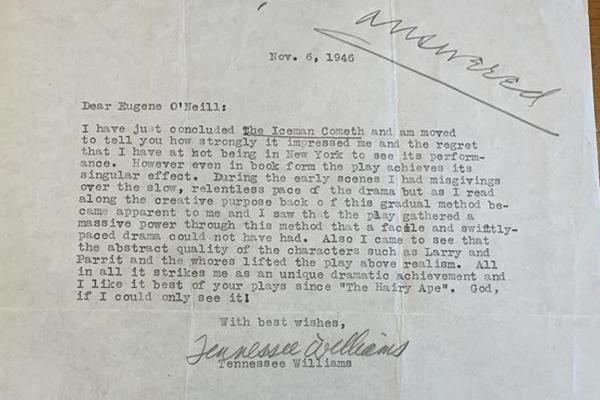 answered
Nov. 6, 1946
Dear Eugene O'Neill:
I have just concluded The Iceman Cometh and am moved
to tell you how strongly it impressed me and the regret
that I have at hot being in New York to see its perform-
ance. However even in book form the play achieves its
singular effect. During the early scenes I had misgivings
over the slow, relentless pace of the drama but as I read
along the creative purpose back of this gradual method be-
came apparent to me and I saw that the play gathered a
massive power through this method that a facile and swiftly-
paced drama could not have had. Also I came to see that
the abstract quality of the characters such as Larry and
Parrit and the whores lifted the play above realism. All
in all it strikes me as an unique dramatic achievement and
I like it best of your plays since "The Hairy Ape". God,
if I could only see it!
With best wishes,
Tennessee Williams
Tennessee Williams